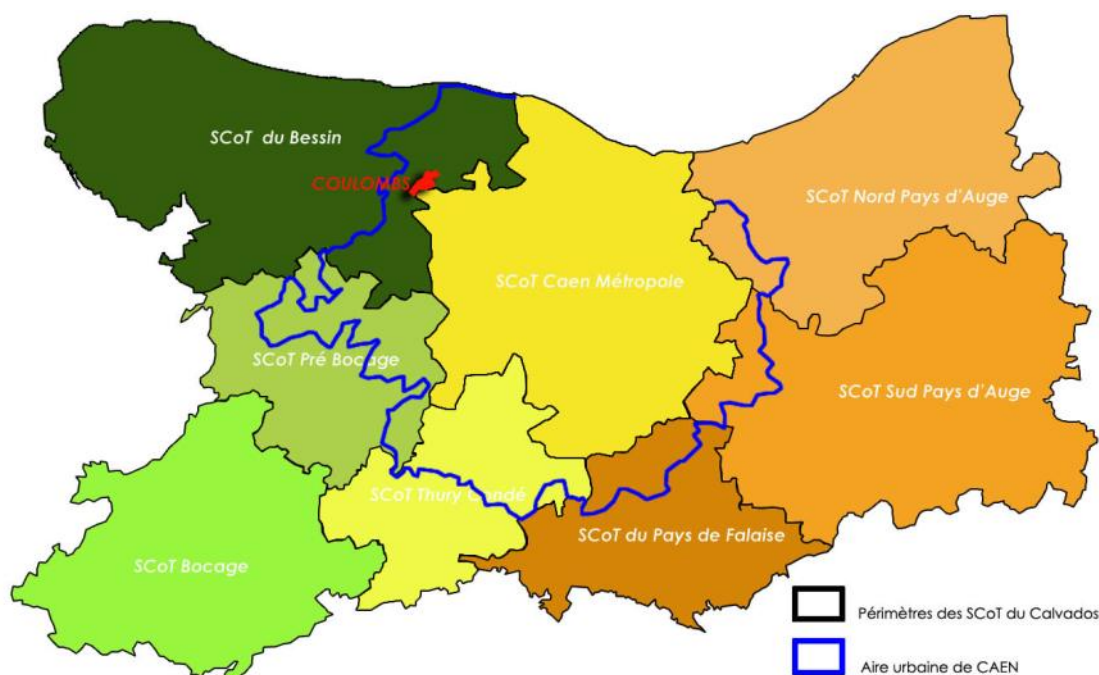 SCoT du Bessin
COULOMBS
SCoT Nord Pays d'Auge
SCoT Caen Métropole
SCoT Pré Bocage
SCoT Sud Pays d'Auge
SCoT Thury Condé
SCoT du Pays de Falaise
SCoT Bocage
Périmètres des SCoT du Calvados
Aire urbaine de CAEN